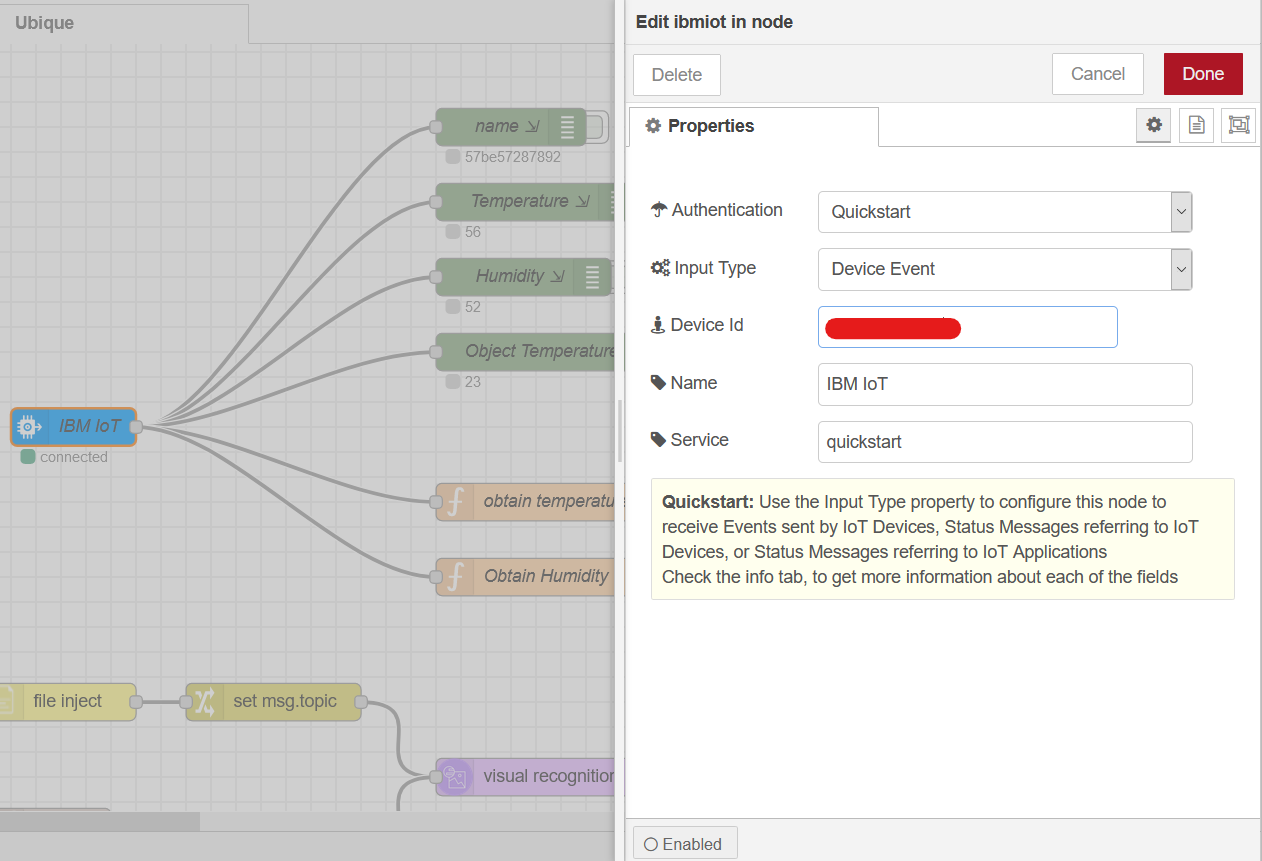 Ubique
name
57be57287892
Temperature
56
Humidity
52
Object Temperature
23
IBM IoT
connected
obtain temperatu
Obtain Humidity
file inject
set msg.topic
visual recognition
Edit ibmiot in node
Delete
Cancel
Done
Properties
Authentication
Quickstart
Input Type
Device Event
Device Id
Name
IBM IoT
Service
quickstart
Quickstart: Use the Input Type property to configure this node to
receive Events sent by IoT Devices, Status Messages referring to IoT
Devices, or Status Messages referring to IoT Applications
Check the info tab, to get more information about each of the fields
Enabled